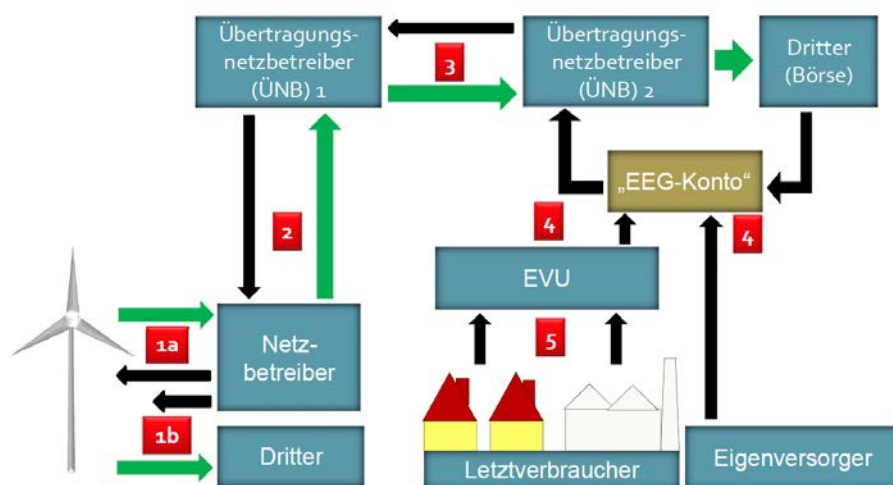 Übertragungs-
netzbetreiber
(ÜNB) 1
3
Übertragungs-
netzbetreiber
(ÜNB) 2
Dritter
(Börse)
„EEG-Konto“
2
4
4
EVU
1a
Netz-
betreiber
5
1b
Dritter
Letztverbraucher
Eigenversorger